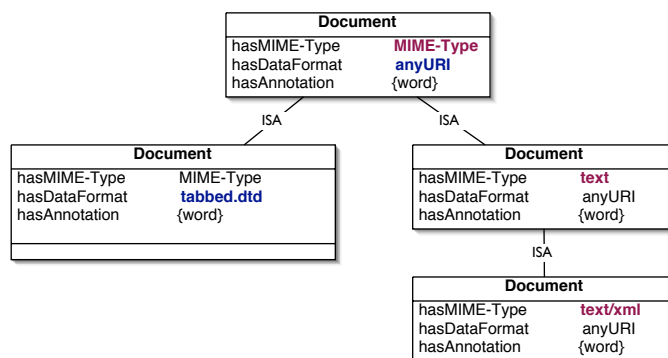 Document
hasMIME-Type MIME-Type
hasDataFormat anyURI
hasAnnotation {word}
ISA
ISA
Document
hasMIME-Type MIME-Type
hasDataFormat tabbed.dtd
hasAnnotation {word}
Document
hasMIME-Type text
hasDataFormat anyURI
hasAnnotation {word}
ISA
Document
hasMIME-Type text/xml
hasDataFormat anyURI
hasAnnotation {word}